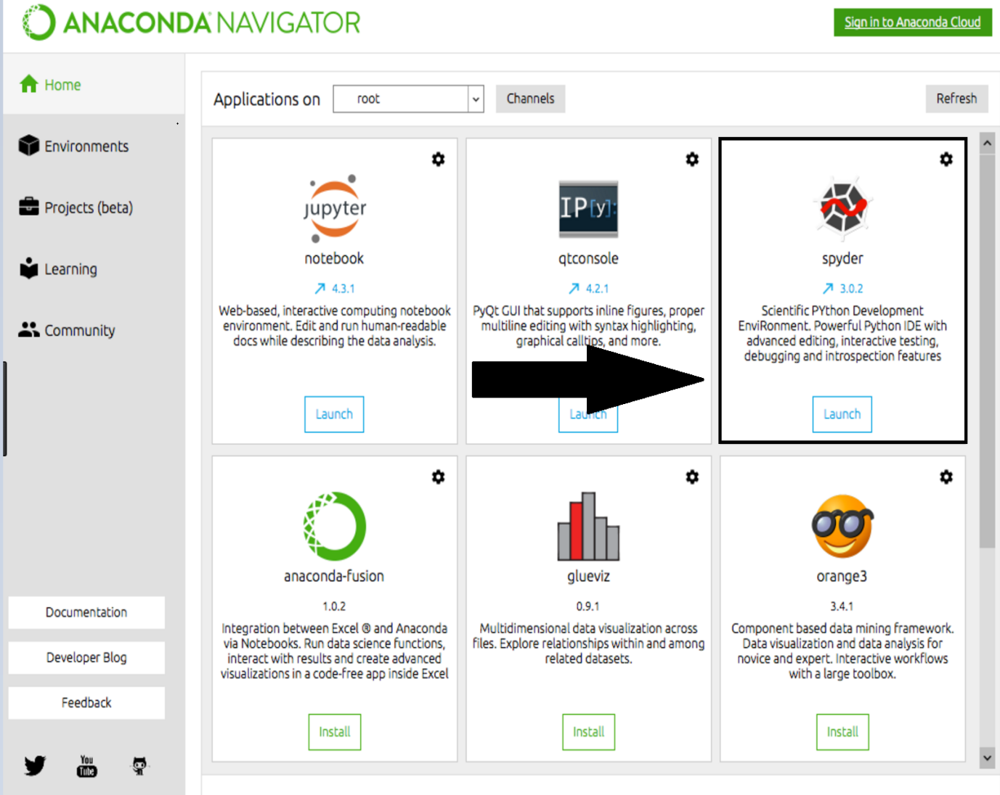 ANACONDA NAVIGATOR
Sign in to Anaconda Cloud
Home
Environments
Projects (beta)
Learning
Community
Documentation
Developer Blog
Feedback
You
Tube
Applications on root Channels Refresh
jupyter
notebook
4.3.1
Web-based, interactive computing notebook
environment. Edit and run human-readable
docs while describing the data analysis.
Launch
IP[y]:
qtconsole
4.2.1
PyQt GUI that supports inline figures, proper
multiline editing with syntax highlighting,
graphical calltips, and more.
Launch
spyder
3.0.2
Scientific PYthon Development
EnviRonment. Powerful Python IDE with
advanced editing, interactive testing,
debugging and introspection features
Launch
anaconda-fusion
1.0.2
Integration between Excel ® and Anaconda
via Notebooks. Run data science functions,
interact with results and create advanced
visualizations in a code-free app inside Excel
Install
glueviz
0.9.1
Multidimensional data visualization across
files. Explore relationships within and among
related datasets.
Install
orange3
3.4.1
Component based data mining framework.
Data visualization and data analysis for
novice and expert. Interactive workflows
with a large toolbox.
Install